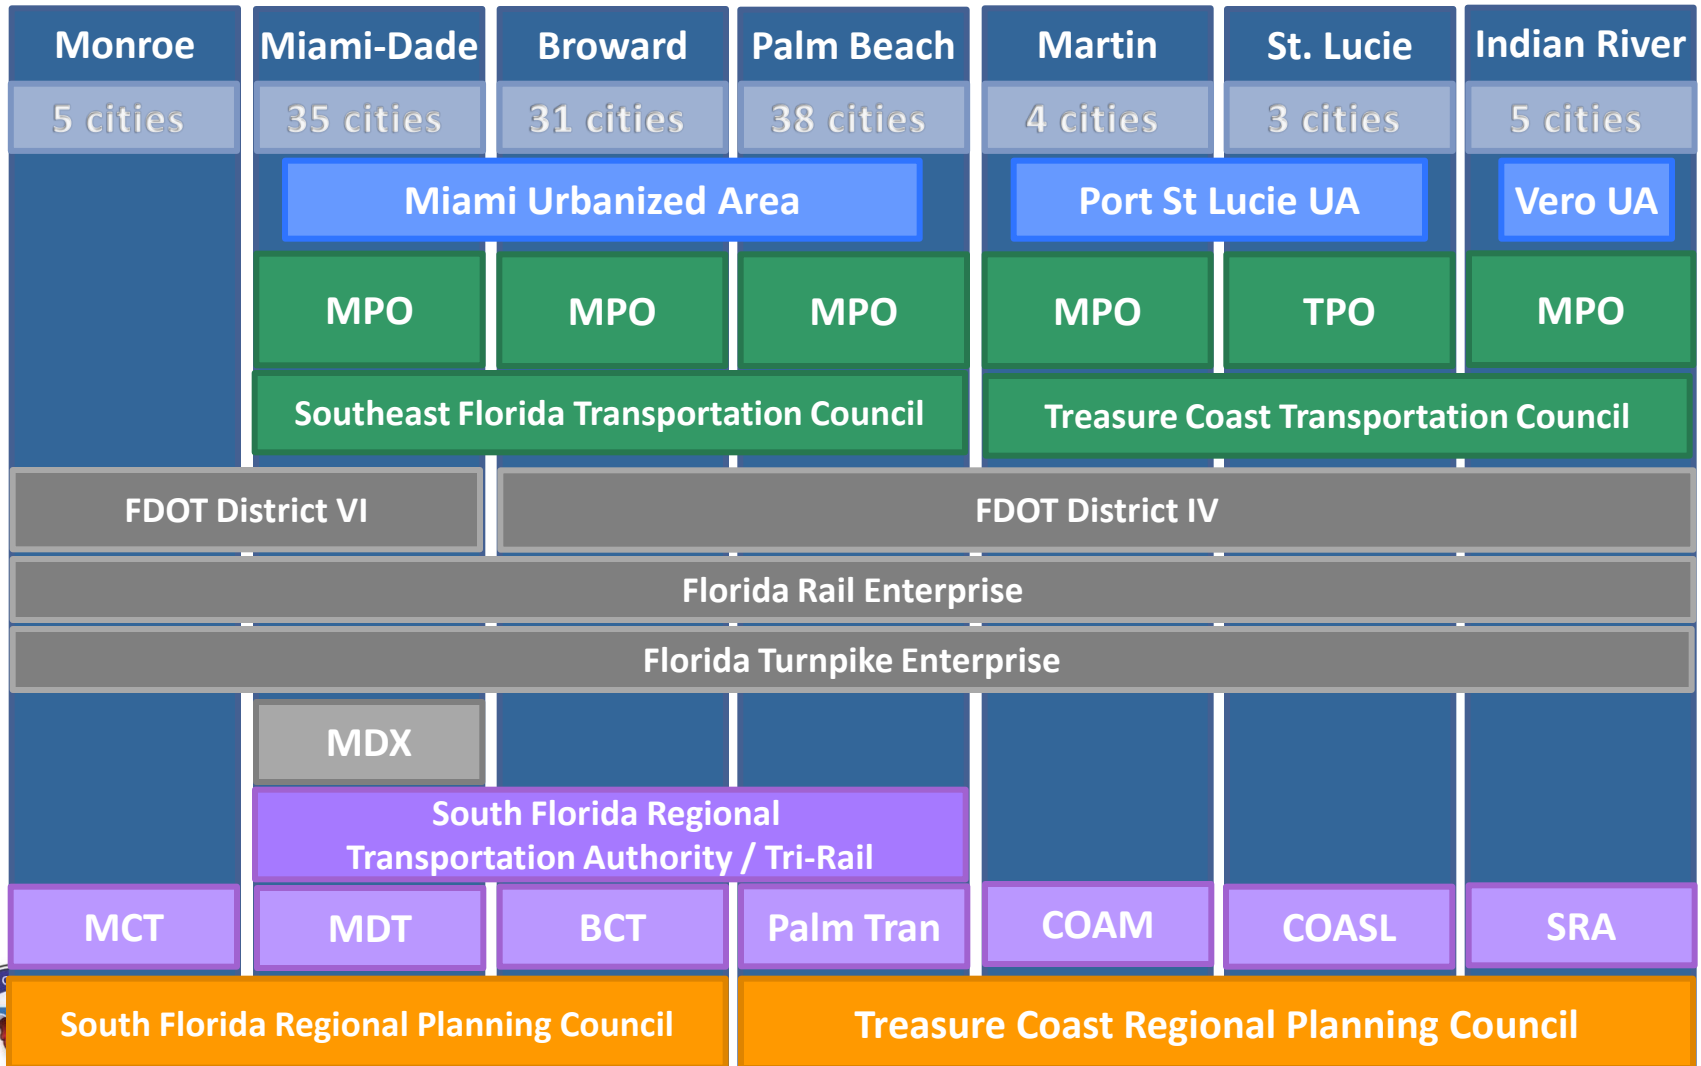 Monroe Miami-Dade Broward Palm Beach Martin St. Lucie Indian River
5 cities 35 cities 31 cities 38 cities 4 cities 3 cities 5 cities
Miami Urbanized Area Port St Lucie UA Vero UA
MPO MPO MPO MPO TPO MPO
Southeast Florida Transportation Council Treasure Coast Transportation Council
FDOT District VI FDOT District IV
Florida Rail Enterprise
Florida Turnpike Enterprise
MDX
South Florida Regional
Transportation Authority / Tri-Rail
MCT MDT BCT Palm Tran COAM COASL SRA
South Florida Regional Planning Council Treasure Coast Regional Planning Council